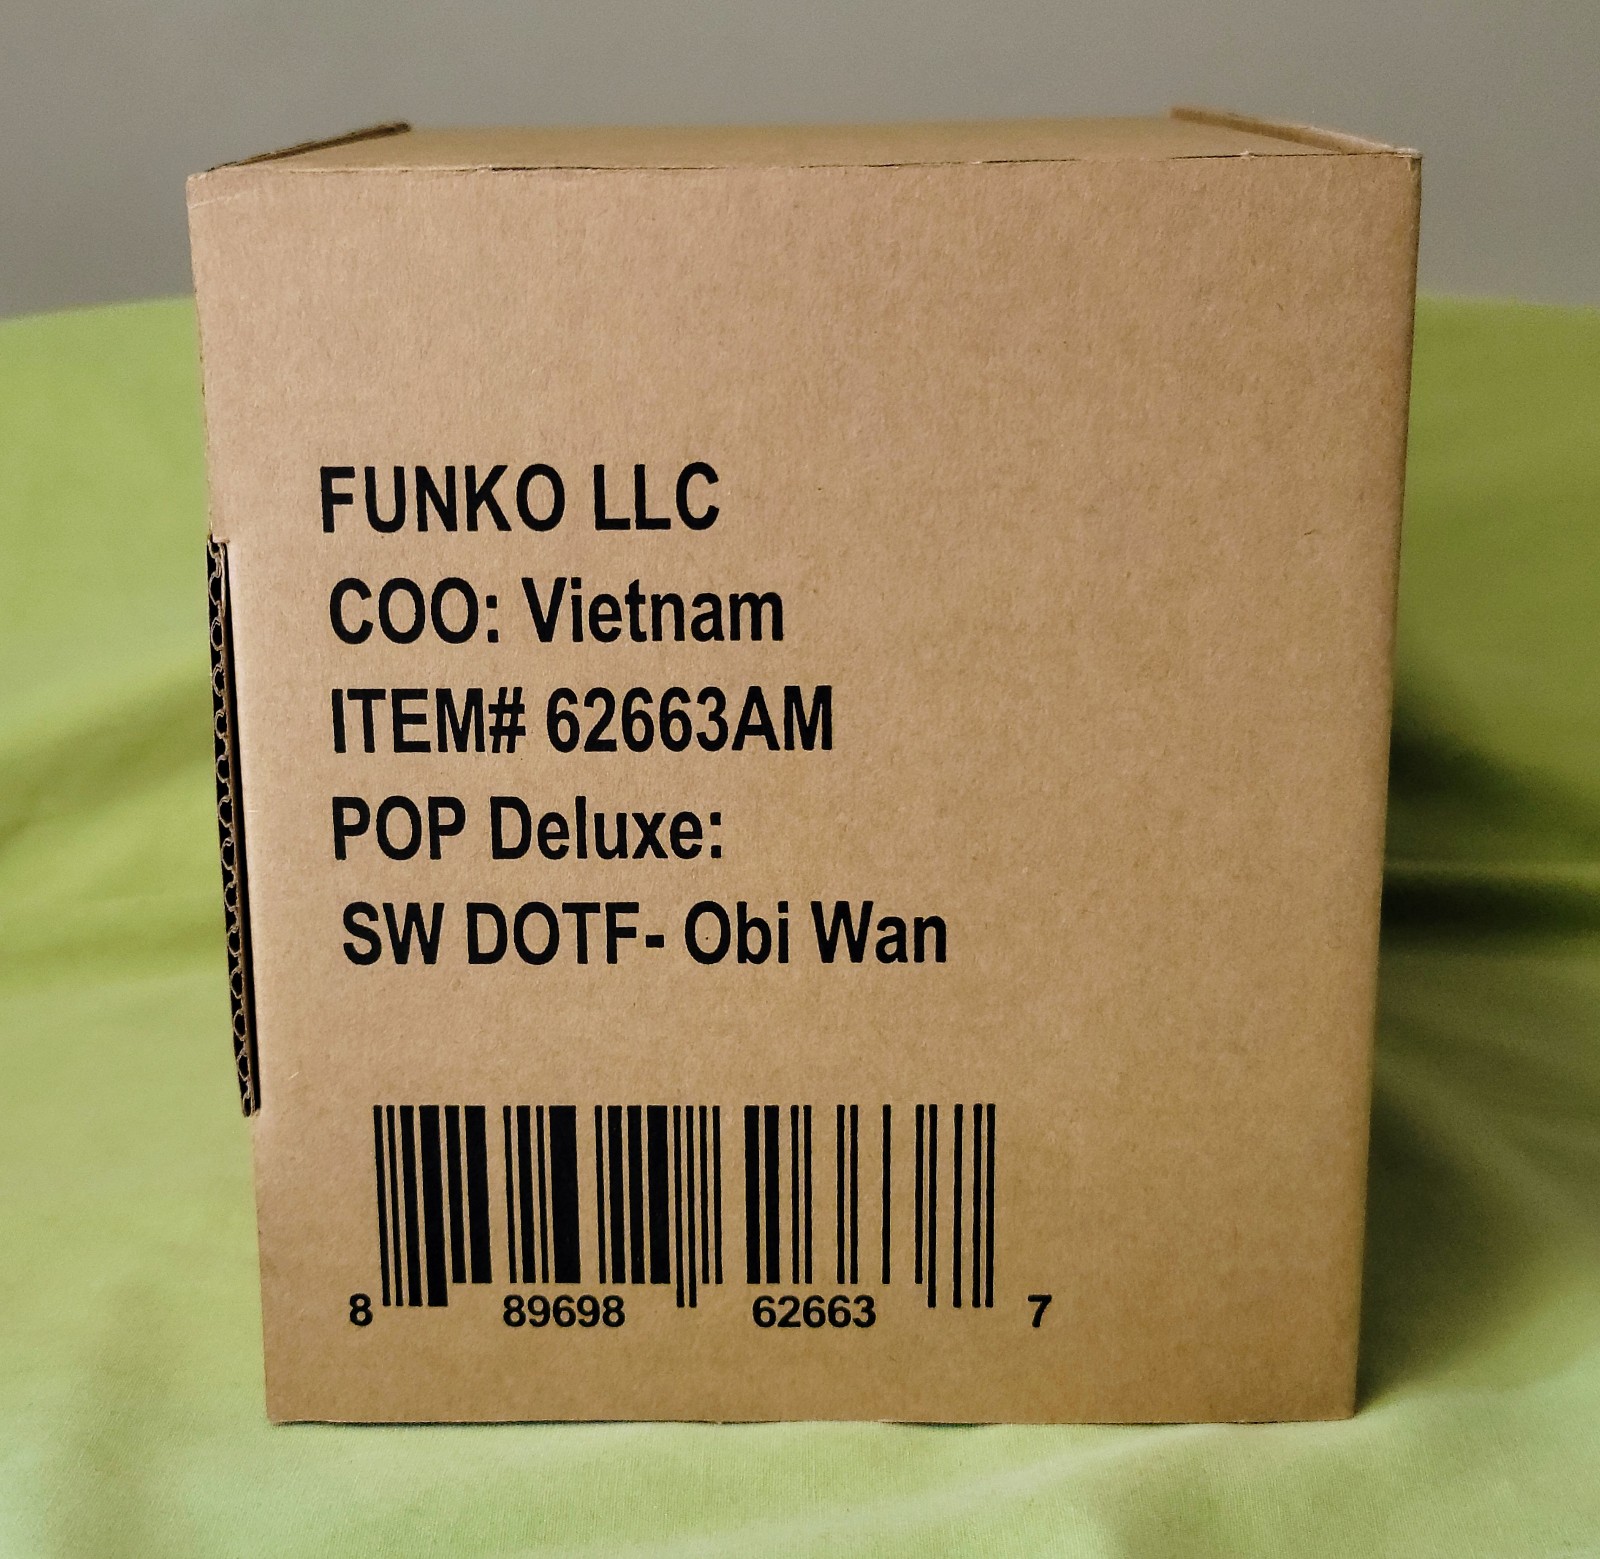 FUNKO LLC
COO: Vietnam
ITEM# 62663AM
POP Deluxe:
SW DOTF- Obi Wan
8 89698 62663 7